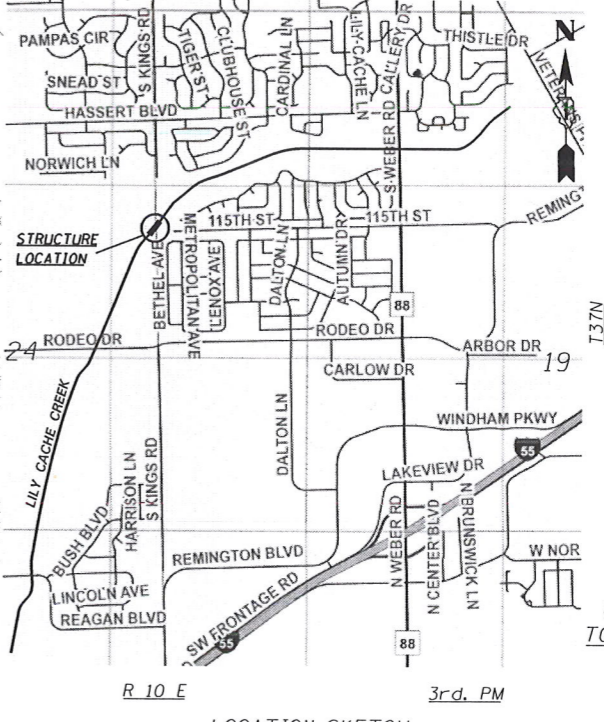 PAMPAS CIR
S KINGS RD
TIGER ST
CLUBHOUSE ST
CARDINAL LN
LILY-CACHE LN
GALLERY DR
THISTLE DR
N
SNEAD ST
HASSERT BLVD
NORWICH LN
S WEBER RD
STRUCTURE
LOCATION
115TH ST
115TH ST
REMING
BETHEL AVE
METROPOLITAN AVE
LENOX AVE
DALTON LN
AUTUMN DR
88
T37N
24
RODEO DR
RODEO DR
ARBOR DR
19
CARLOW DR
LILY CACHE CREEK
DALTON LN
WINDHAM PKWY
55
HARRISON LN
S KINGS RD
LAKEVIEW DR
BUSH BLVD
N WEBER RD
N CENTER BLVD
N BRUNSWICK LN
REMINGTON BLVD
W NOR
LINCOLN AVE
REAGAN BLVD
SW FRONTAGE RD
55
88
R 10 E
3rd. PM
LOCATION SKETCH